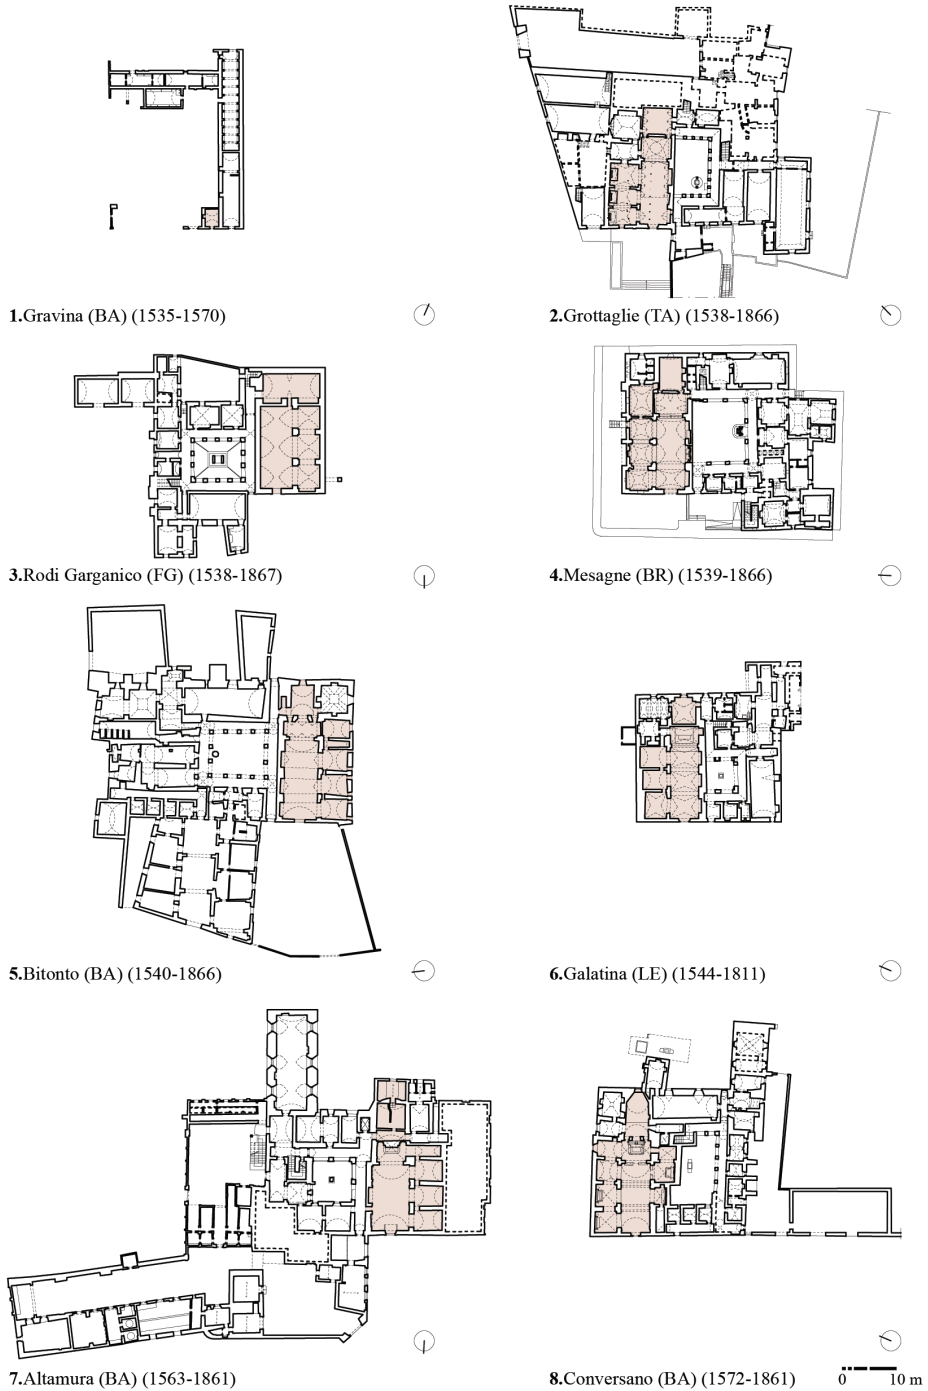 1.Gravina (BA) (1535-1570)
2.Grottaglie (TA) (1538-1866)
3.Rodi Garganico (FG) (1538-1867)
4.Mesagne (BR) (1539-1866)
5.Bitonto (BA) (1540-1866)
6.Galatina (LE) (1544-1811)
7.Altamura (BA) (1563-1861)
8.Conversano (BA) (1572-1861)
0 10 m